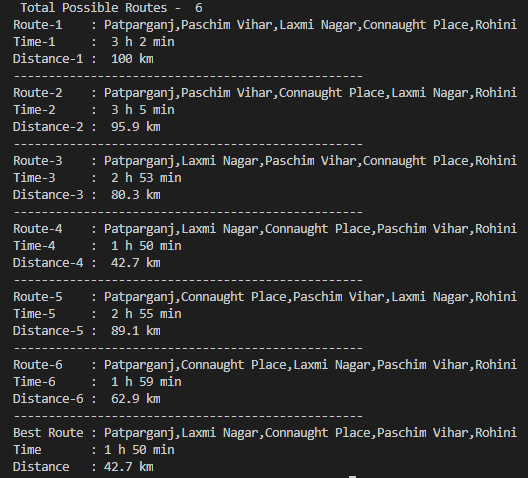 Total Possible Routes -  6
Route-1    : Patparganj,Paschim Vihar,Laxmi Nagar,Connaught Place,Rohini
Time-1     :  3 h 2 min
Distance-1 :  100 km
--------------------------------------------------
Route-2    : Patparganj,Paschim Vihar,Connaught Place,Laxmi Nagar,Rohini
Time-2     :  3 h 5 min
Distance-2 :  95.9 km
--------------------------------------------------
Route-3    : Patparganj,Laxmi Nagar,Paschim Vihar,Connaught Place,Rohini
Time-3     :  2 h 53 min
Distance-3 :  80.3 km
--------------------------------------------------
Route-4    : Patparganj,Laxmi Nagar,Connaught Place,Paschim Vihar,Rohini
Time-4     :  1 h 50 min
Distance-4 :  42.7 km
--------------------------------------------------
Route-5    : Patparganj,Connaught Place,Paschim Vihar,Laxmi Nagar,Rohini
Time-5     :  2 h 55 min
Distance-5 :  89.1 km
--------------------------------------------------
Route-6    : Patparganj,Connaught Place,Laxmi Nagar,Paschim Vihar,Rohini
Time-6     :  1 h 59 min
Distance-6 :  62.9 km
--------------------------------------------------
Best Route : Patparganj,Laxmi Nagar,Connaught Place,Paschim Vihar,Rohini
Time       : 1 h 50 min
Distance   : 42.7 km